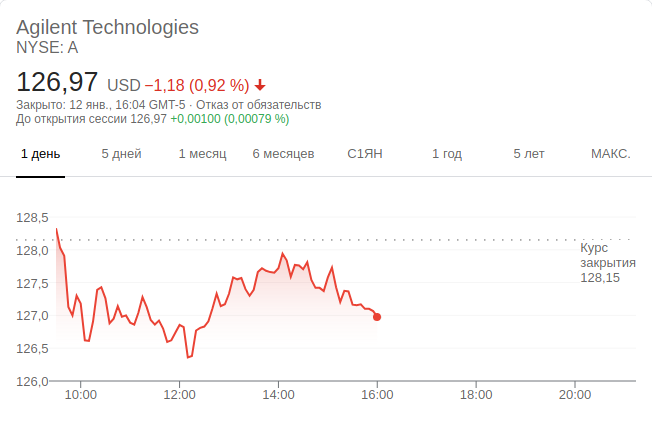 Agilent Technologies
NYSE: A
126,97 USD −1,18 (0,92 %)
Закрыто: 12 янв., 16:04 GMT-5 · Отказ от обязательств
До открытия сессии 126,97 +0,00100 (0,00079 %)
1 день 5 дней 1 месяц 6 месяцев С1ЯН 1 год 5 лет МАКС.
128,5
128,0
127,5
127,0
126,5
126,0
Курс
закрытия
128,15
10:00 12:00 14:00 16:00 18:00 20:00